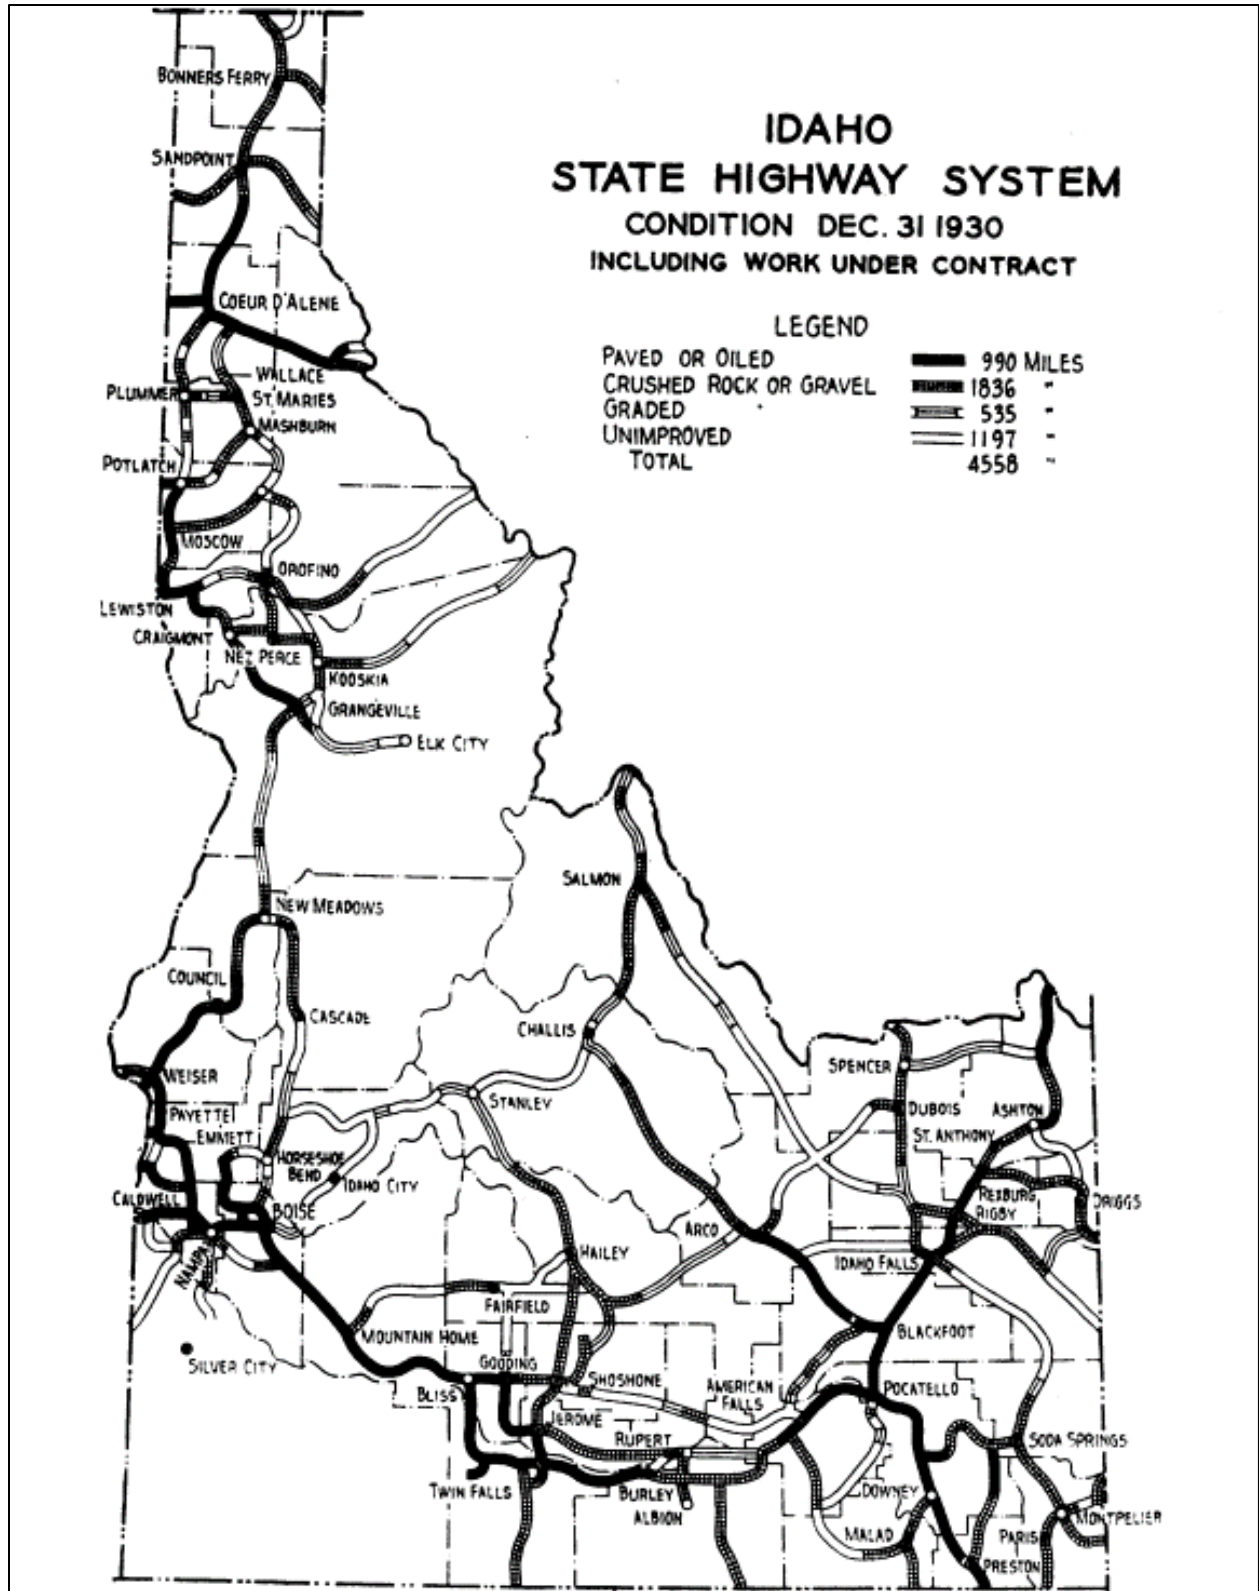 IDAHO
STATE HIGHWAY SYSTEM
CONDITION DEC. 31 1930
INCLUDING WORK UNDER CONTRACT
LEGEND
PAVED OR OILED 990 MILES
CRUSHED ROCK OR GRAVEL 1836 "
GRADED 535 "
UNIMPROVED 1197 "
TOTAL 4558 "
BONNERS FERRY
SANDPOINT
COEUR D'ALENE
WALLACE
PLUMMER
ST. MARIES
MASHBURN
POTLATCH
MOSCOW
OROFINO
LEWISTON
CRAIGMONT
NEZ PERCE
KOOSKIA
GRANGEVILLE
ELK CITY
SALMON
NEW MEADOWS
COUNCIL
CASCADE
CHALLIS
SPENCER
WEISER
STANLEY
DUBOIS
ASHTON
PAYETTE
EMMETT
ST. ANTHONY
HORSESHOE
BEND
IDAHO CITY
CALDWELL
BOISE
REXBURG
RIGBY
DRIGGS
ARCO
NAMPA
HAILEY
IDAHO FALLS
FAIRFIELD
MOUNTAIN HOME
BLACKFOOT
SILVER CITY
GOODING
BLISS
SHOSHONE
AMERICAN
FALLS
POCATELLO
JEROME
RUPERT
SODA SPRINGS
TWIN FALLS
BURLEY
ALBION
DOWNEY
MALAD
PARIS
MONTPELIER
PRESTON